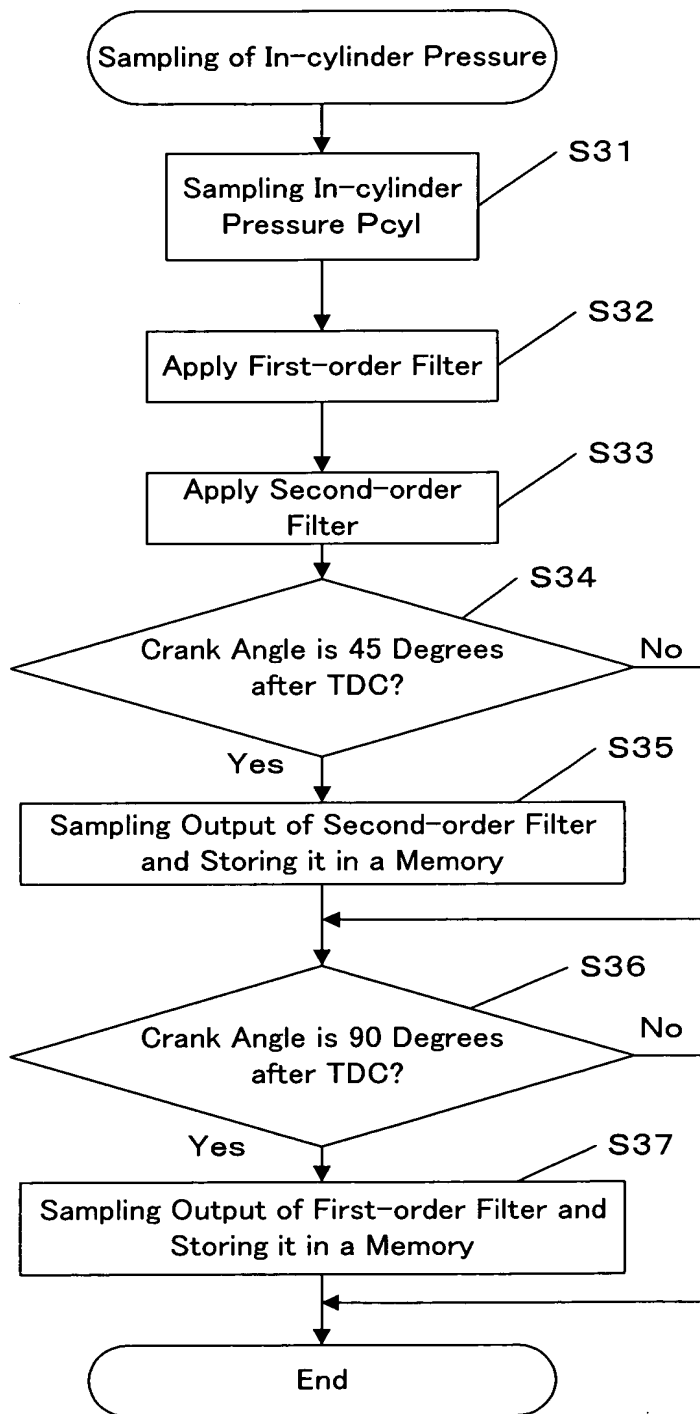 Sampling of In-cylinder Pressure
S31
Sampling In-cylinder
Pressure Pcyl
S32
Apply First-order Filter
S33
Apply Second-order
Filter
S34
Crank Angle is 45 Degrees
after TDC?
No
Yes
S35
Sampling Output of Second-order Filter
and Storing it in a Memory
S36
Crank Angle is 90 Degrees
after TDC?
No
Yes
S37
Sampling Output of First-order Filter and
Storing it in a Memory
End